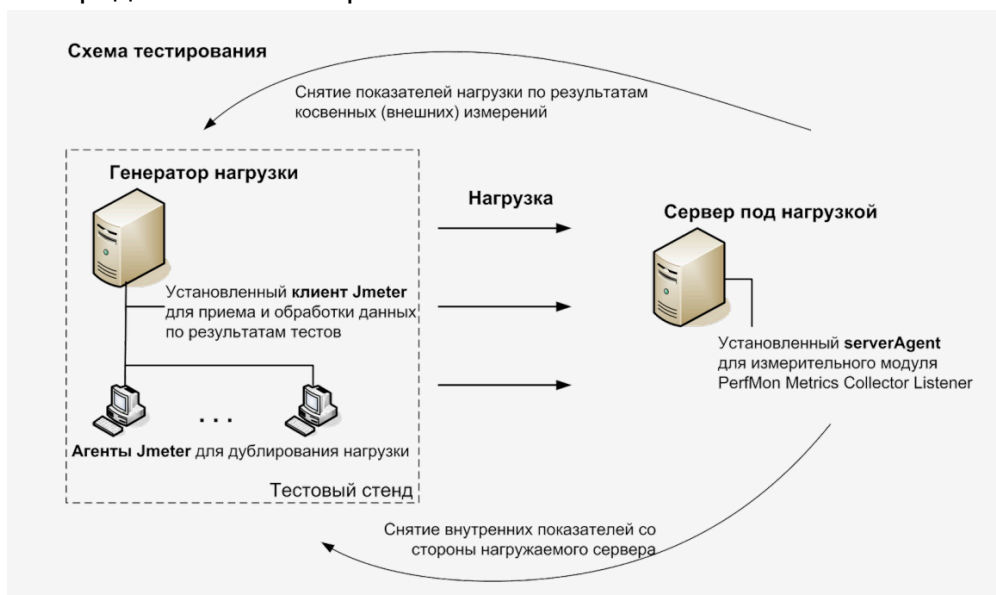 Схема тестирования
Снятие показателей нагрузки по результатам
косвенных (внешних) измерений
Генератор нагрузки
Нагрузка
Сервер под нагрузкой
Установленный клиент Jmeter
для приема и обработки данных
по результатам тестов
Установленный serverAgent
для измерительного модуля
PerfMon Metrics Collector Listener
. . .
Агенты Jmeter для дублирования нагрузки
Тестовый стенд
Снятие внутренних показателей со
стороны нагружаемого сервера